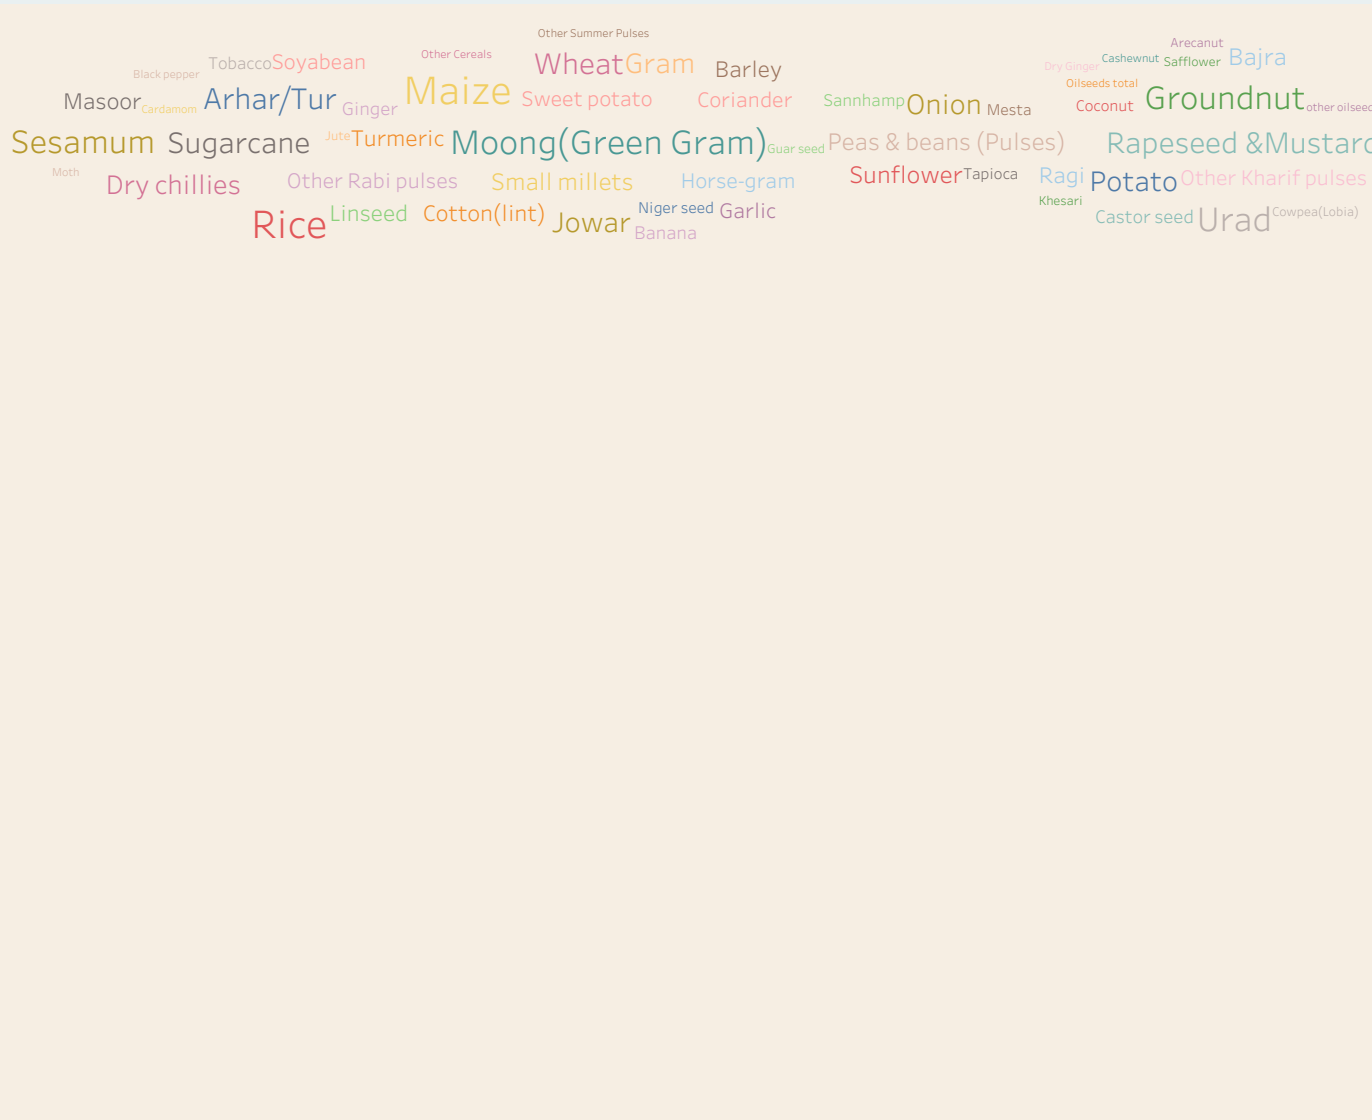 Other Summer Pulses
Arecanut
Other Cereals
Bajra
Cashewnut
Tobacco
Soyabean
Wheat
Gram
Safflower
Dry Ginger
Barley
Black pepper
Oilseeds total
Maize
Groundnut
Masoor
Arhar/Tur
Sweet potato
Coriander
Sannhamp
Onion
Coconut
other oilseed
Cardamom
Ginger
Mesta
Jute
Turmeric
Sesamum
Sugarcane
Moong(Green Gram)
Peas & beans (Pulses)
Rapeseed &Mustard
Guar seed
Moth
Sunflower
Tapioca
Ragi
Dry chillies
Other Rabi pulses
Small millets
Horse-gram
Potato
Other Kharif pulses
Khesari
Niger seed
Garlic
Cowpea(Lobia)
Linseed
Cotton(lint)
Castor seed
Rice
Jowar
Urad
Banana